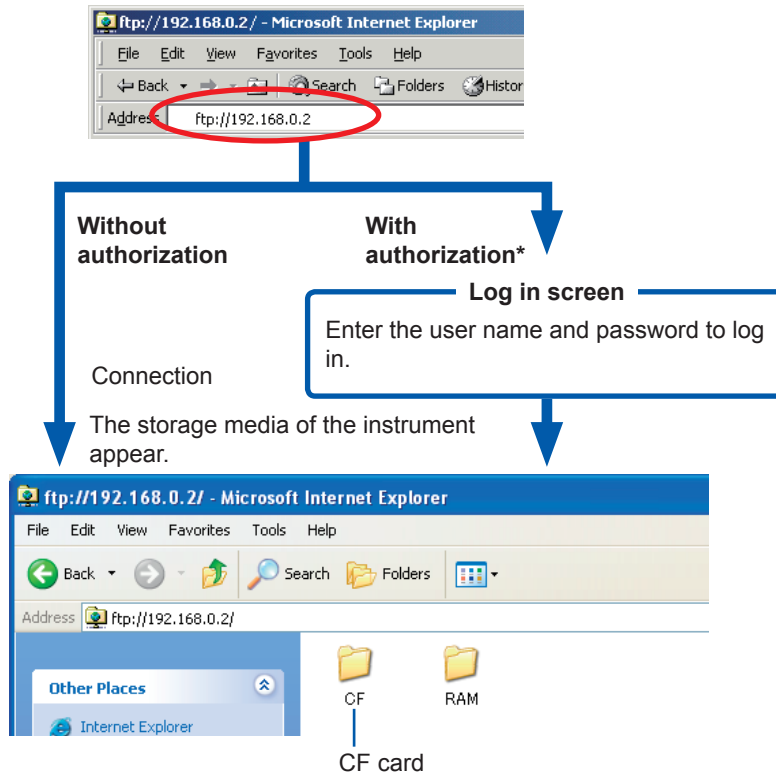 ftp://192.168.0.2/ - Microsoft Internet Explorer
File Edit View Favorites Tools Help
Back Search Folders Histor
Address ftp://192.168.0.2
Without
authorization
With
authorization*
Log in screen
Enter the user name and password to log
in.
Connection
The storage media of the instrument
appear.
ftp://192.168.0.2/ - Microsoft Internet Explorer
File Edit View Favorites Tools Help
Back Search Folders
Address ftp://192.168.0.2/
Other Places
Internet Explorer
CF RAM
CF card